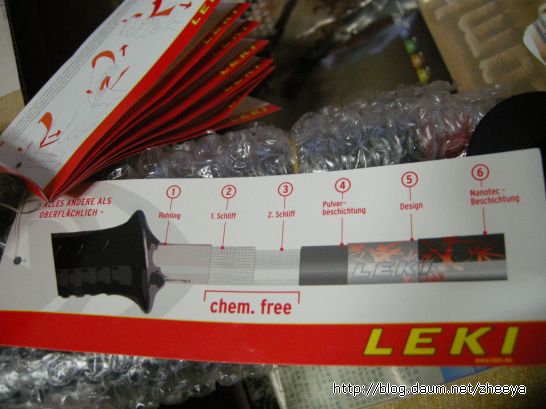 LEKI
- ALLES ANDERE ALS
OBERFLÄCHLICH -
1
Rohling
2
1. Schliff
3
2. Schliff
4
Pulver-
beschichtung
5
Design
6
Nanotec -
Beschichtung
LEKI
chem. free
LEKI
www.leki.de
http://blog.daum.net/zheeya